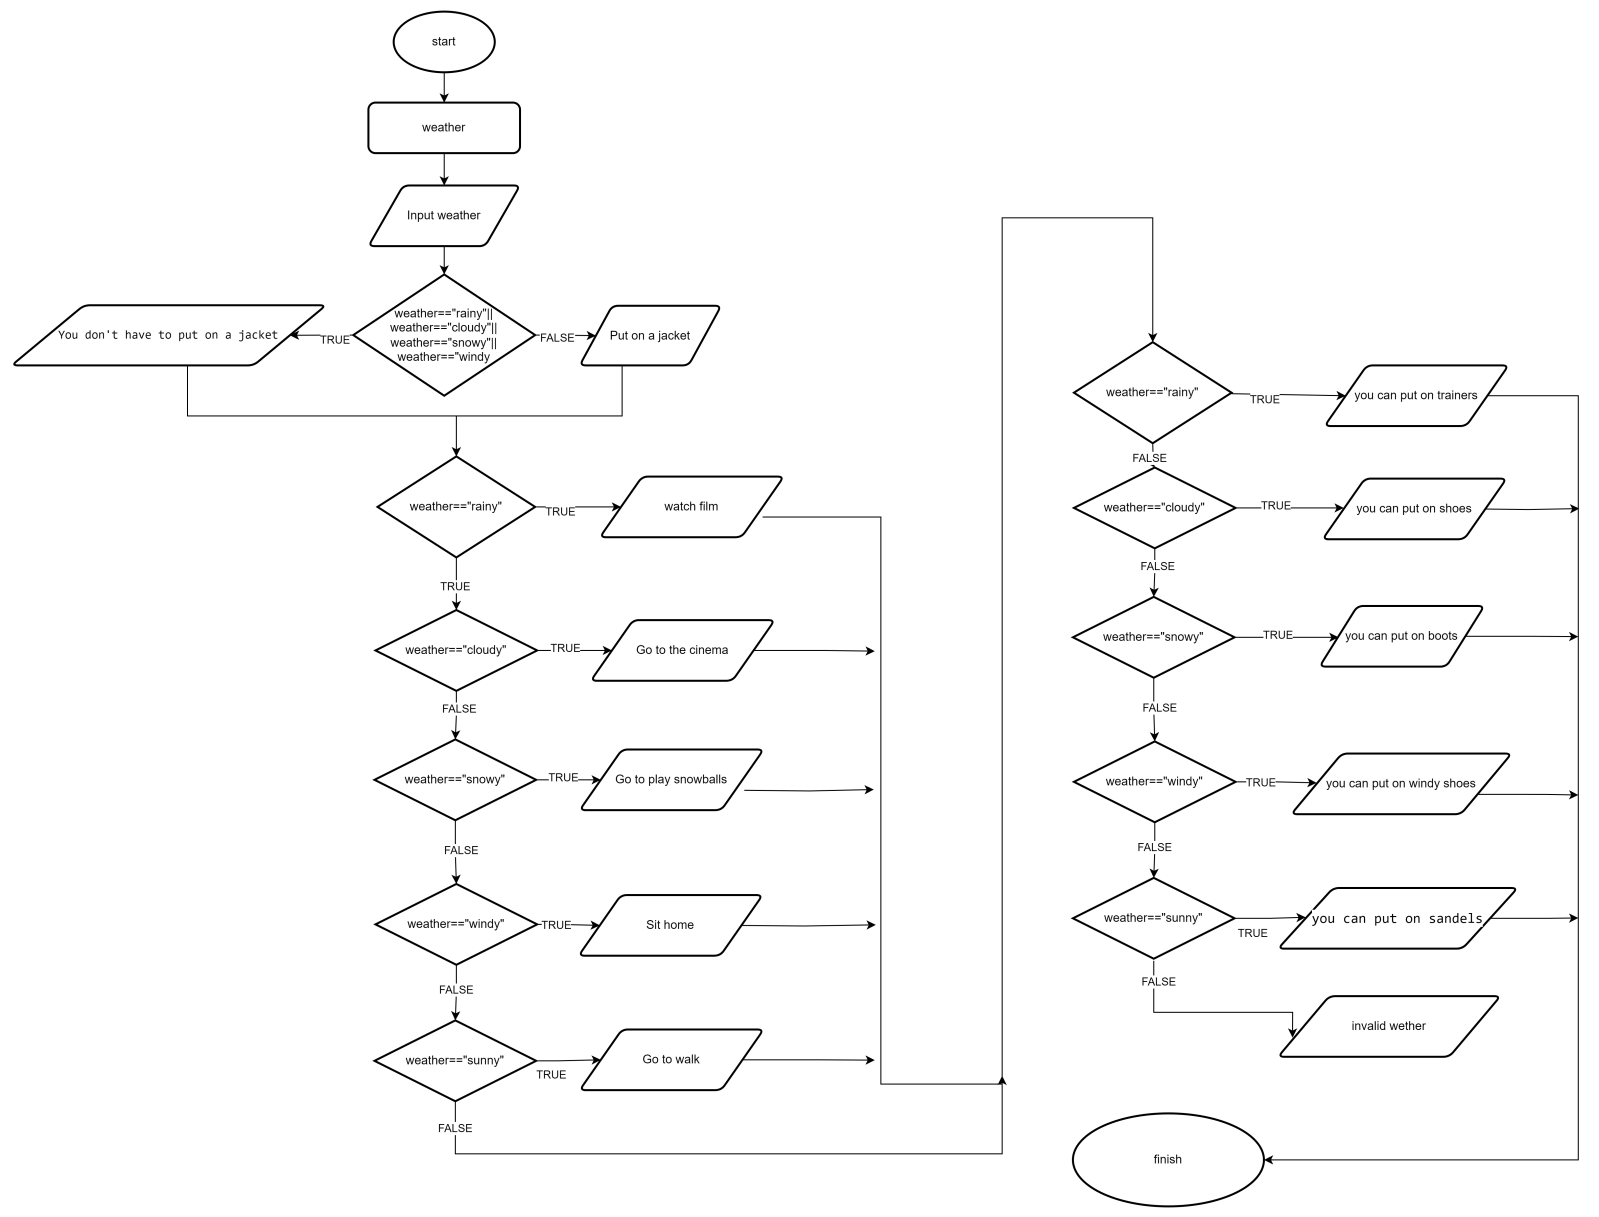 start
weather
Input weather
weather=="rainy"||
weather=="cloudy"||
weather=="snowy"||
weather=="windy
TRUE
FALSE
You don't have to put on a jacket
Put on a jacket
weather=="rainy"
TRUE
watch film
TRUE
weather=="cloudy"
TRUE
Go to the cinema
FALSE
weather=="snowy"
TRUE
Go to play snowballs
FALSE
weather=="windy"
TRUE
Sit home
FALSE
weather=="sunny"
TRUE
Go to walk
FALSE
weather=="rainy"
TRUE
you can put on trainers
FALSE
weather=="cloudy"
TRUE
you can put on shoes
FALSE
weather=="snowy"
TRUE
you can put on boots
FALSE
weather=="windy"
TRUE
you can put on windy shoes
FALSE
weather=="sunny"
TRUE
you can put on sandels
FALSE
invalid wether
finish